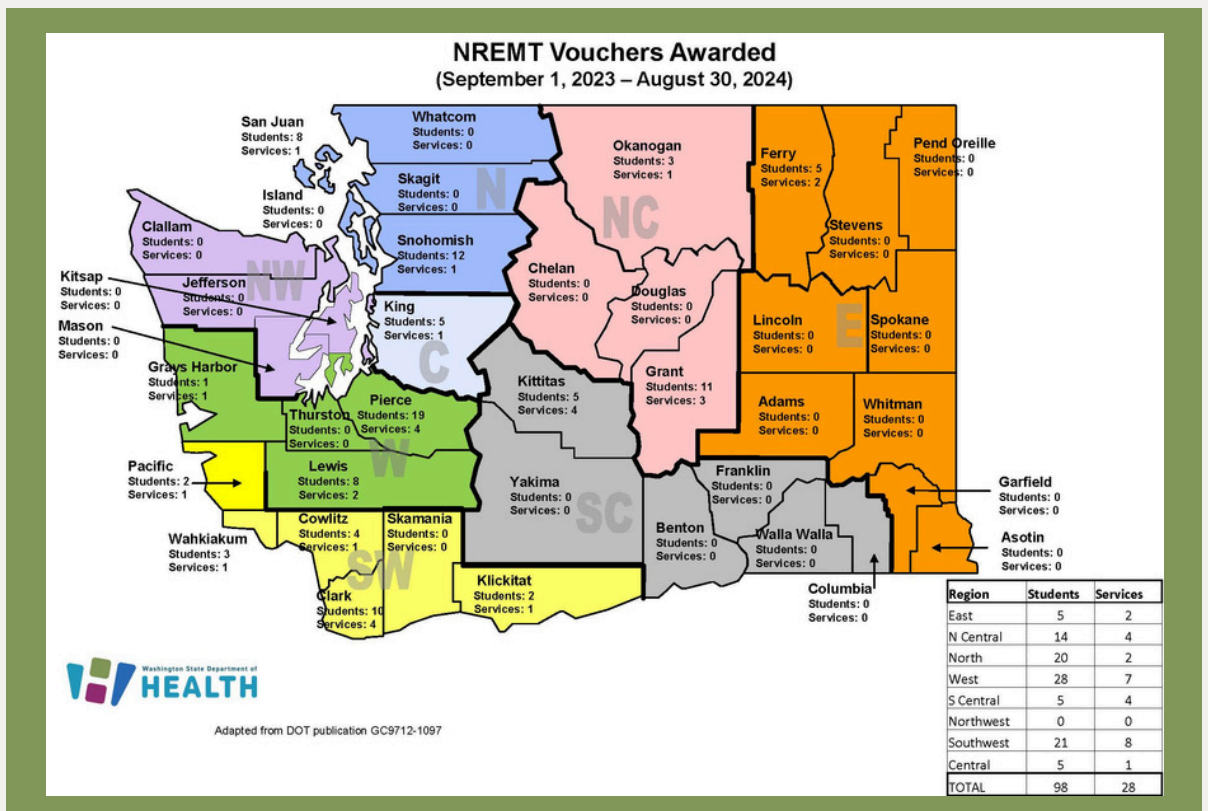 NREMT Vouchers Awarded
(September 1, 2023 – August 30, 2024)
San Juan
Students: 8
Services: 1
Whatcom
Students: 0
Services: 0
Skagit
Students: 0
Services: 0
N
Island
Students: 0
Services: 0
Snohomish
Students: 12
Services: 1
Okanogan
Students: 3
Services: 1
NC
Chelan
Students: 0
Services: 0
Douglas
Students: 0
Services: 0
Grant
Students: 11
Services: 3
Ferry
Students: 5
Services: 2
Stevens
Students: 0
Services: 0
Pend Oreille
Students: 0
Services: 0
Lincoln
Students: 0
Services: 0
E
Spokane
Students: 0
Services: 0
Adams
Students: 0
Services: 0
Whitman
Students: 0
Services: 0
Garfield
Students: 0
Services: 0
Asotin
Students: 0
Services: 0
Clallam
Students: 0
Services: 0
NW
Jefferson
Students: 0
Services: 0
Kitsap
Students: 0
Services: 0
Mason
Students: 0
Services: 0
King
Students: 5
Services: 1
C
Grays Harbor
Students: 1
Services: 1
Thurston
Students: 0
Services: 0
Pierce
Students: 19
Services: 4
W
Lewis
Students: 8
Services: 2
Kittitas
Students: 5
Services: 4
Yakima
Students: 0
Services: 0
SC
Benton
Students: 0
Services: 0
Franklin
Students: 0
Services: 0
Walla Walla
Students: 0
Services: 0
Columbia
Students: 0
Services: 0
Pacific
Students: 2
Services: 1
Wahkiakum
Students: 3
Services: 1
Cowlitz
Students: 4
Services: 1
Skamania
Students: 0
Services: 0
SW
Clark
Students: 10
Services: 4
Klickitat
Students: 2
Services: 1
Region Students Services
East 5 2
N Central 14 4
North 20 2
West 28 7
S Central 5 4
Northwest 0 0
Southwest 21 8
Central 5 1
TOTAL 98 28
Washington State Department of
HEALTH
Adapted from DOT publication GC9712-1097